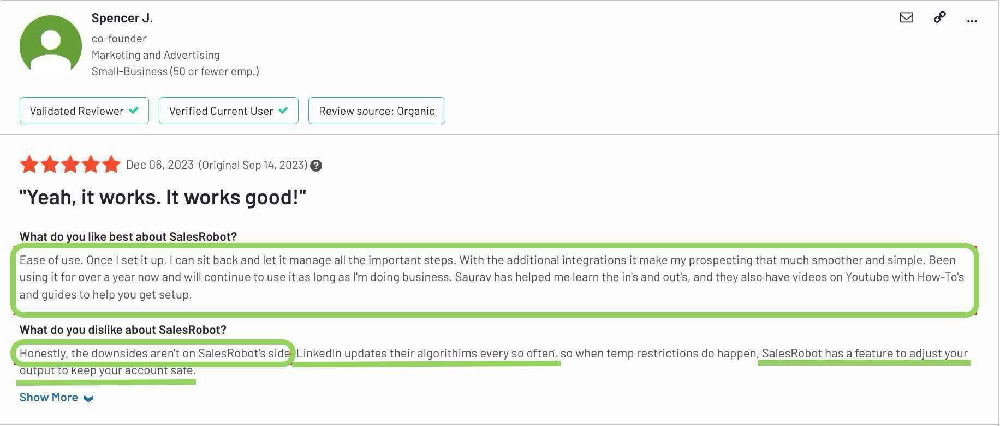 Spencer J.
co-founder
Marketing and Advertising
Small-Business (50 or fewer emp.)
...
Validated Reviewer
Verified Current User
Review source: Organic
Dec 06, 2023 (Original Sep 14, 2023) ?
"Yeah, it works. It works good!"
What do you like best about SalesRobot?
Ease of use. Once I set it up, I can sit back and let it manage all the important steps. With the additional integrations it make my prospecting that much smoother and simple. Been
using it for over a year now and will continue to use it as long as I'm doing business. Saurav has helped me learn the in's and out's, and they also have videos on Youtube with How-To's
and guides to help you get setup.
What do you dislike about SalesRobot?
Honestly, the downsides aren't on SalesRobot's side LinkedIn updates their algorithims every so often, so when temp restrictions do happen, SalesRobot has a feature to adjust your
output to keep your account safe.
Show More